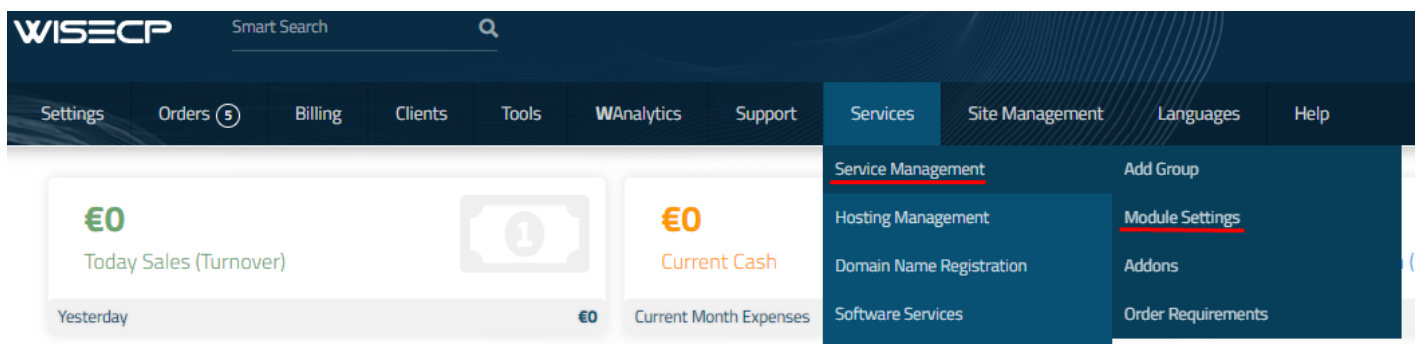 WISECP Smart Search
Settings Orders 5 Billing Clients Tools WAnalytics Support Services Site Management Languages Help
Service Management Add Group
Hosting Management Module Settings
Domain Name Registration Addons
Software Services Order Requirements
€0
Today Sales (Turnover)
1
Yesterday €0
€0
Current Cash
Current Month Expenses
(